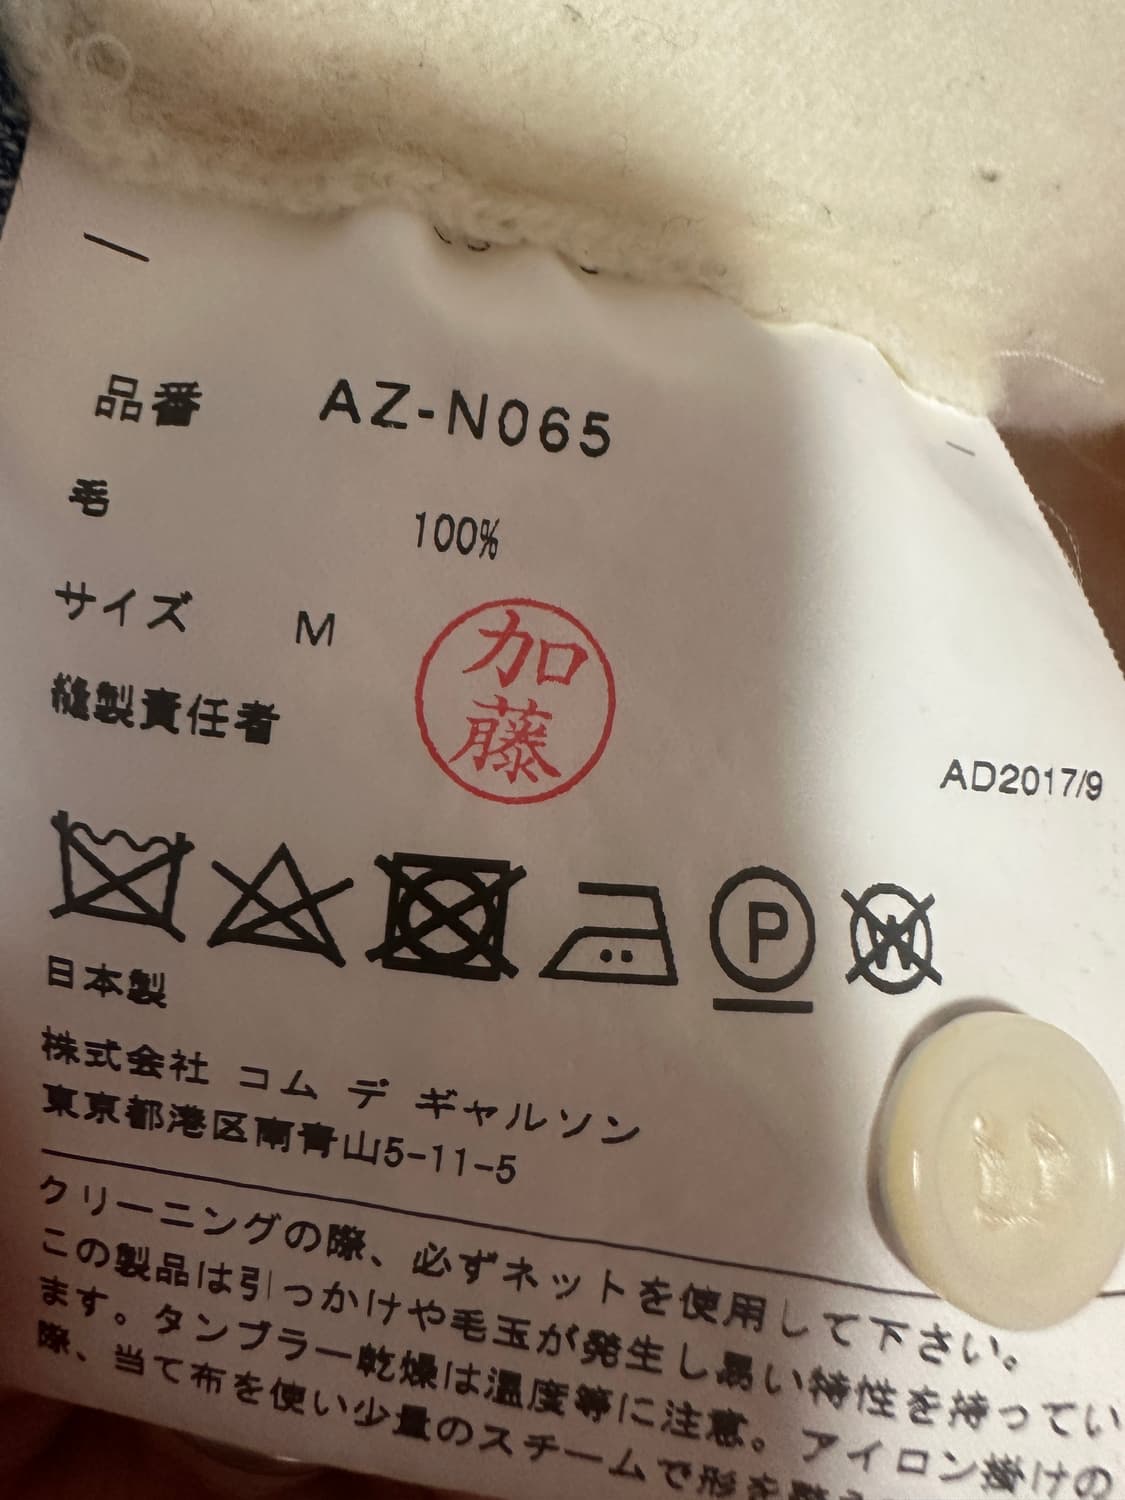 品番 AZ-N065
毛 100%
サイズ M
縫製責任者 加藤
AD2017/9
P
W
日本製
株式会社 コム デ ギャルソン
東京都港区南青山5-11-5
クリーニングの際、必ずネットを使用して下さい。
この製品は引っかけや毛玉が発生し易い特性を持ってい
ます。タンブラー乾燥は温度等に注意。アイロン掛けの
際、当て布を使い少量のスチームで形を整え